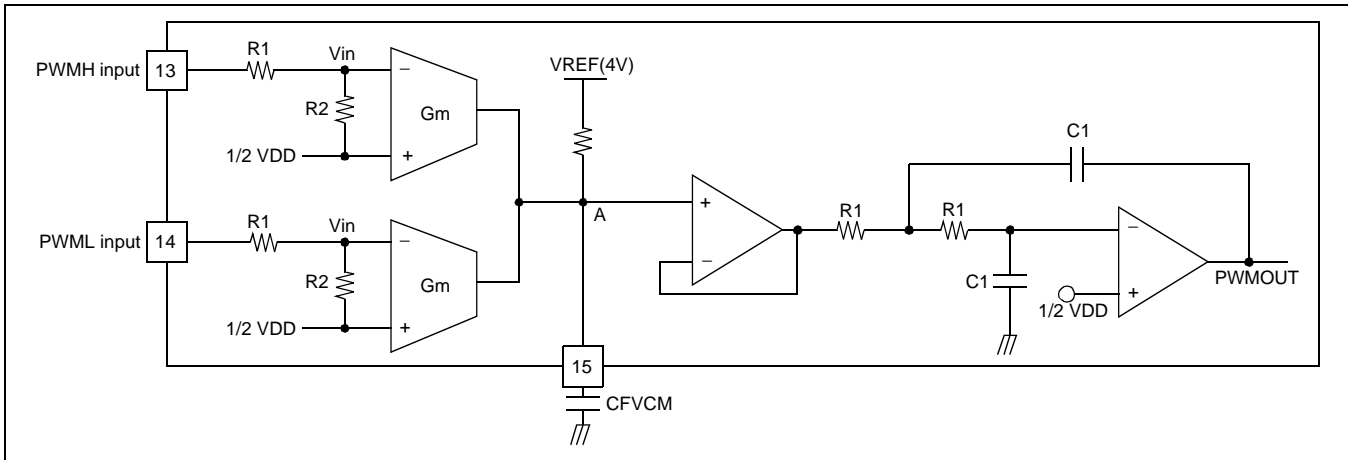 PWMH input
13
R1
Vin
−
R2
Gm
1/2 VDD
+
VREF(4V)
C1
PWML input
14
R1
Vin
−
R2
Gm
1/2 VDD
+
A
+
−
R1
R1
C1
−
+
1/2 VDD
PWMOUT
15
CFVCM